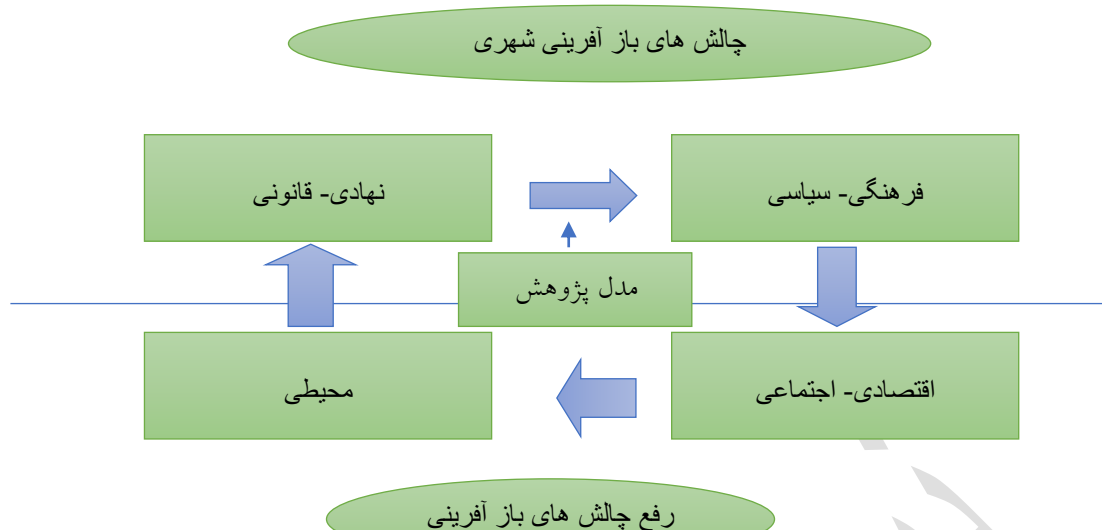 چالش های باز آفرینی شهری
فرهنگی- سیاسی
نهادی- قانونی
مدل پژوهش
اقتصادی- اجتماعی
محیطی
رفع چالش های باز آفرینی